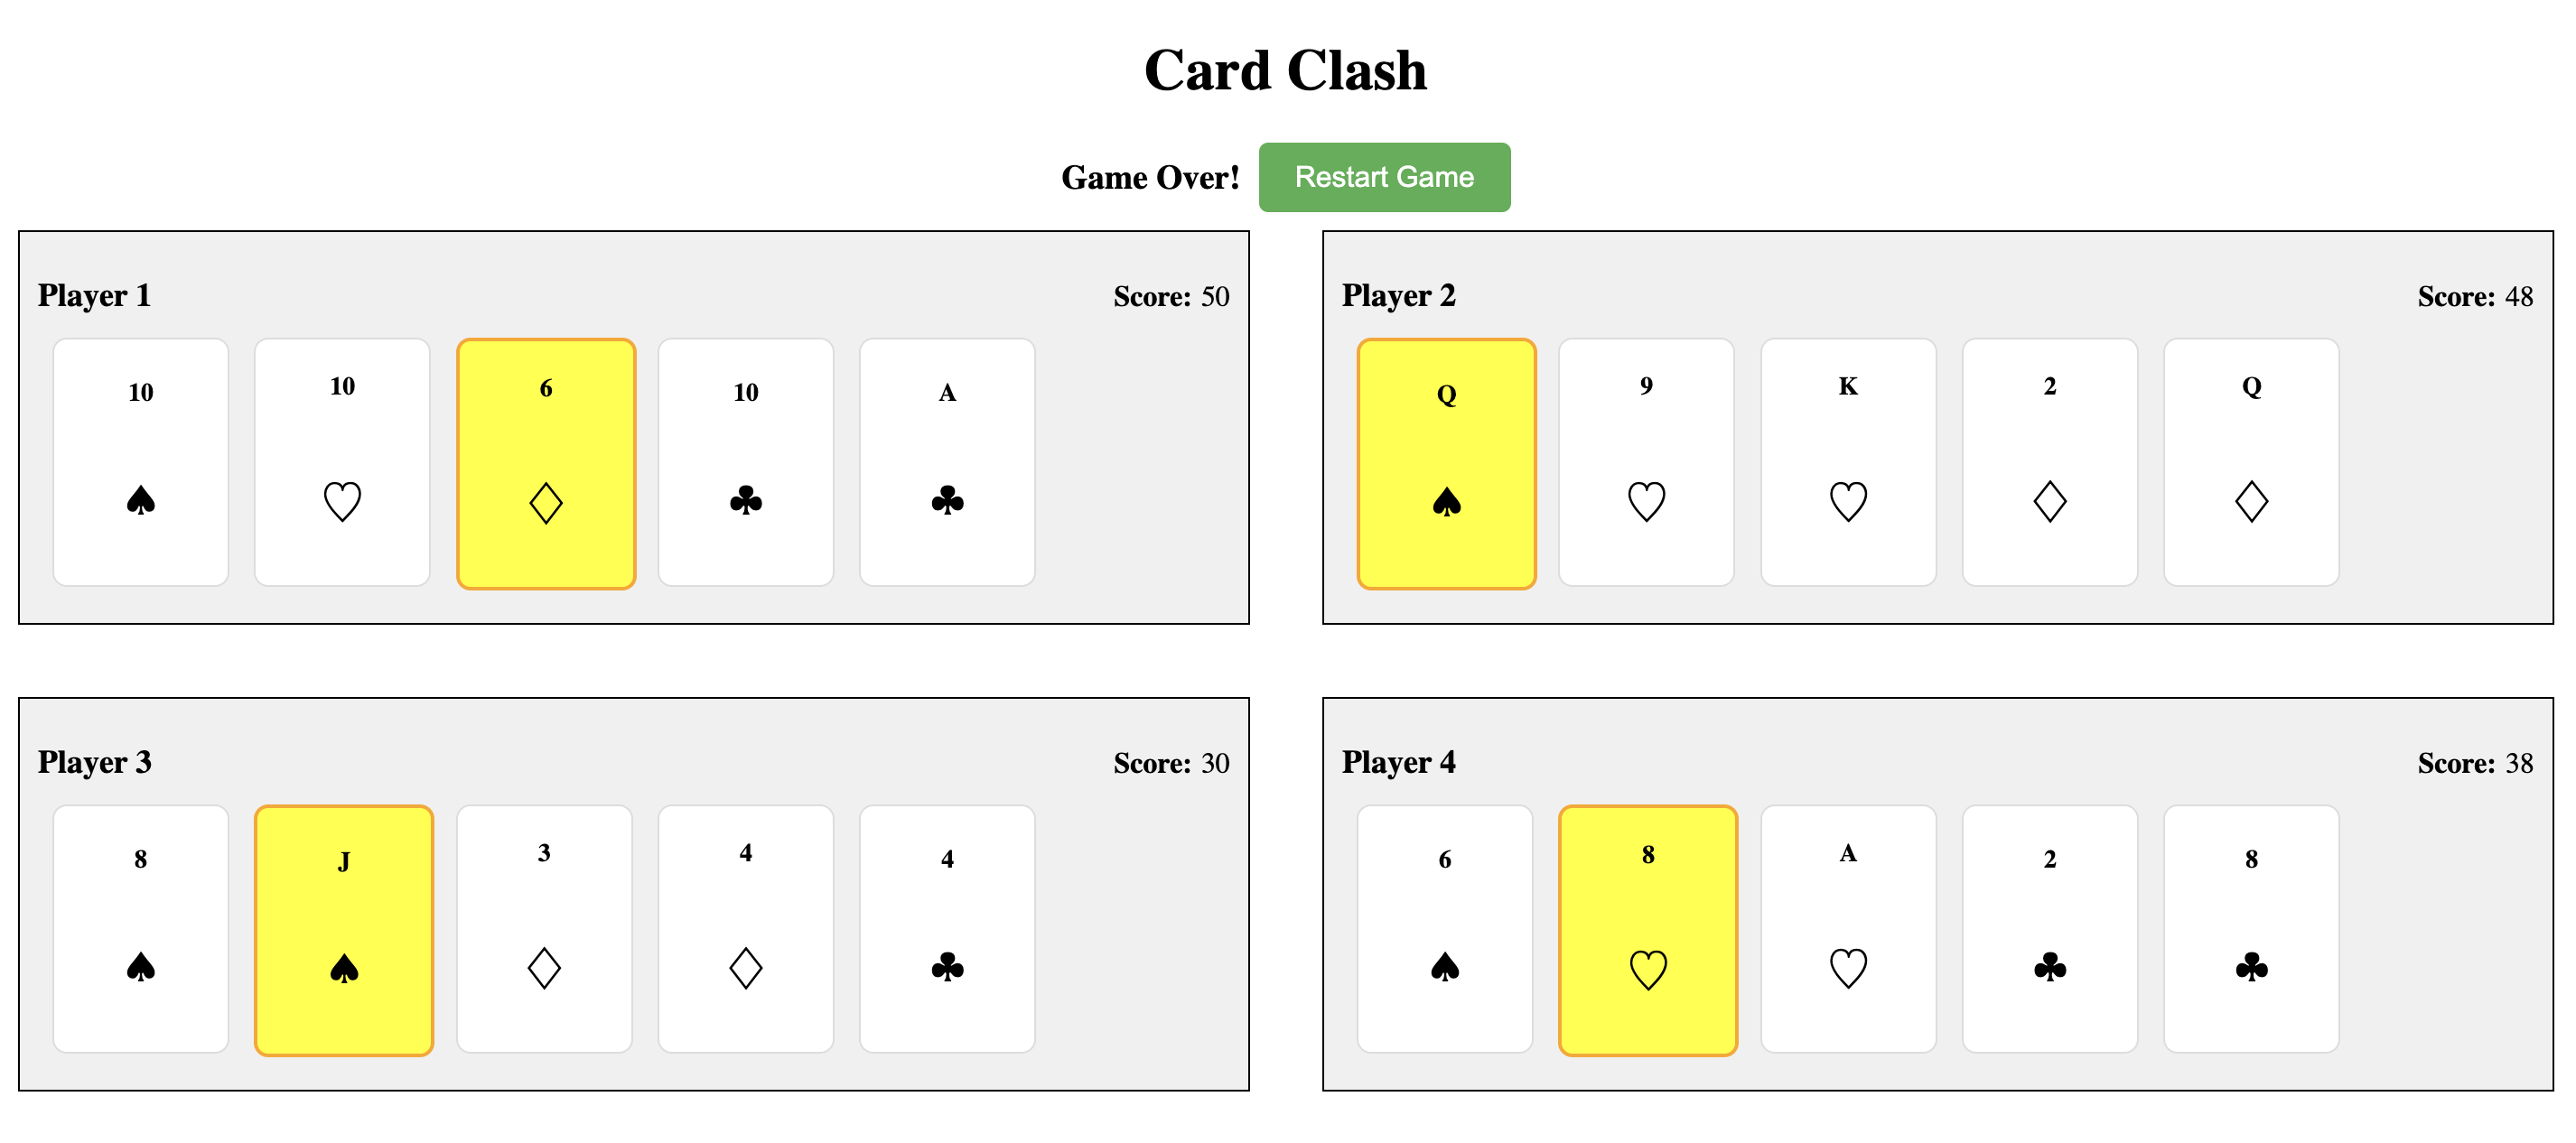 Card Clash
Game Over! Restart Game
Player 1 Score: 50
10 10 6 10 A
♠ ♡ ♢ ♣ ♣
Player 2 Score: 48
Q 9 K 2 Q
♠ ♡ ♡ ♢ ♢
Player 3 Score: 30
8 J 3 4 4
♠ ♠ ♢ ♢ ♣
Player 4 Score: 38
6 8 A 2 8
♠ ♡ ♡ ♣ ♣